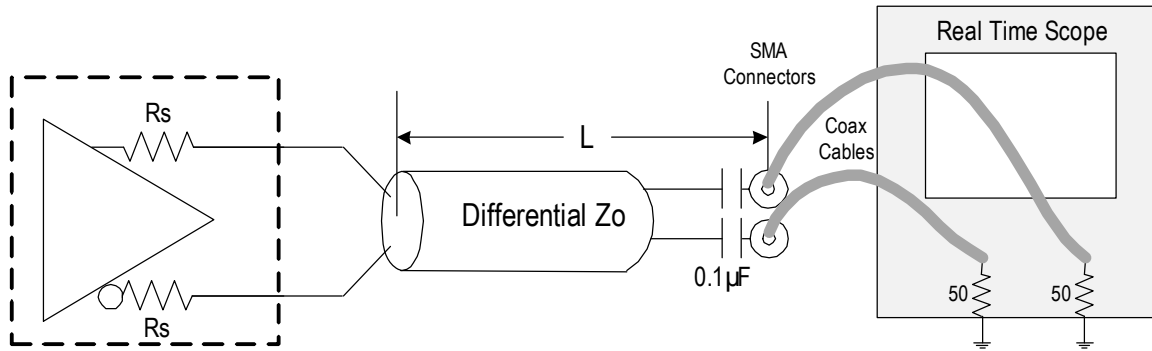 Real Time Scope
SMA
Connectors
Rs
L
Coax
Cables
Differential Zo
0.1µF
50
50
Rs